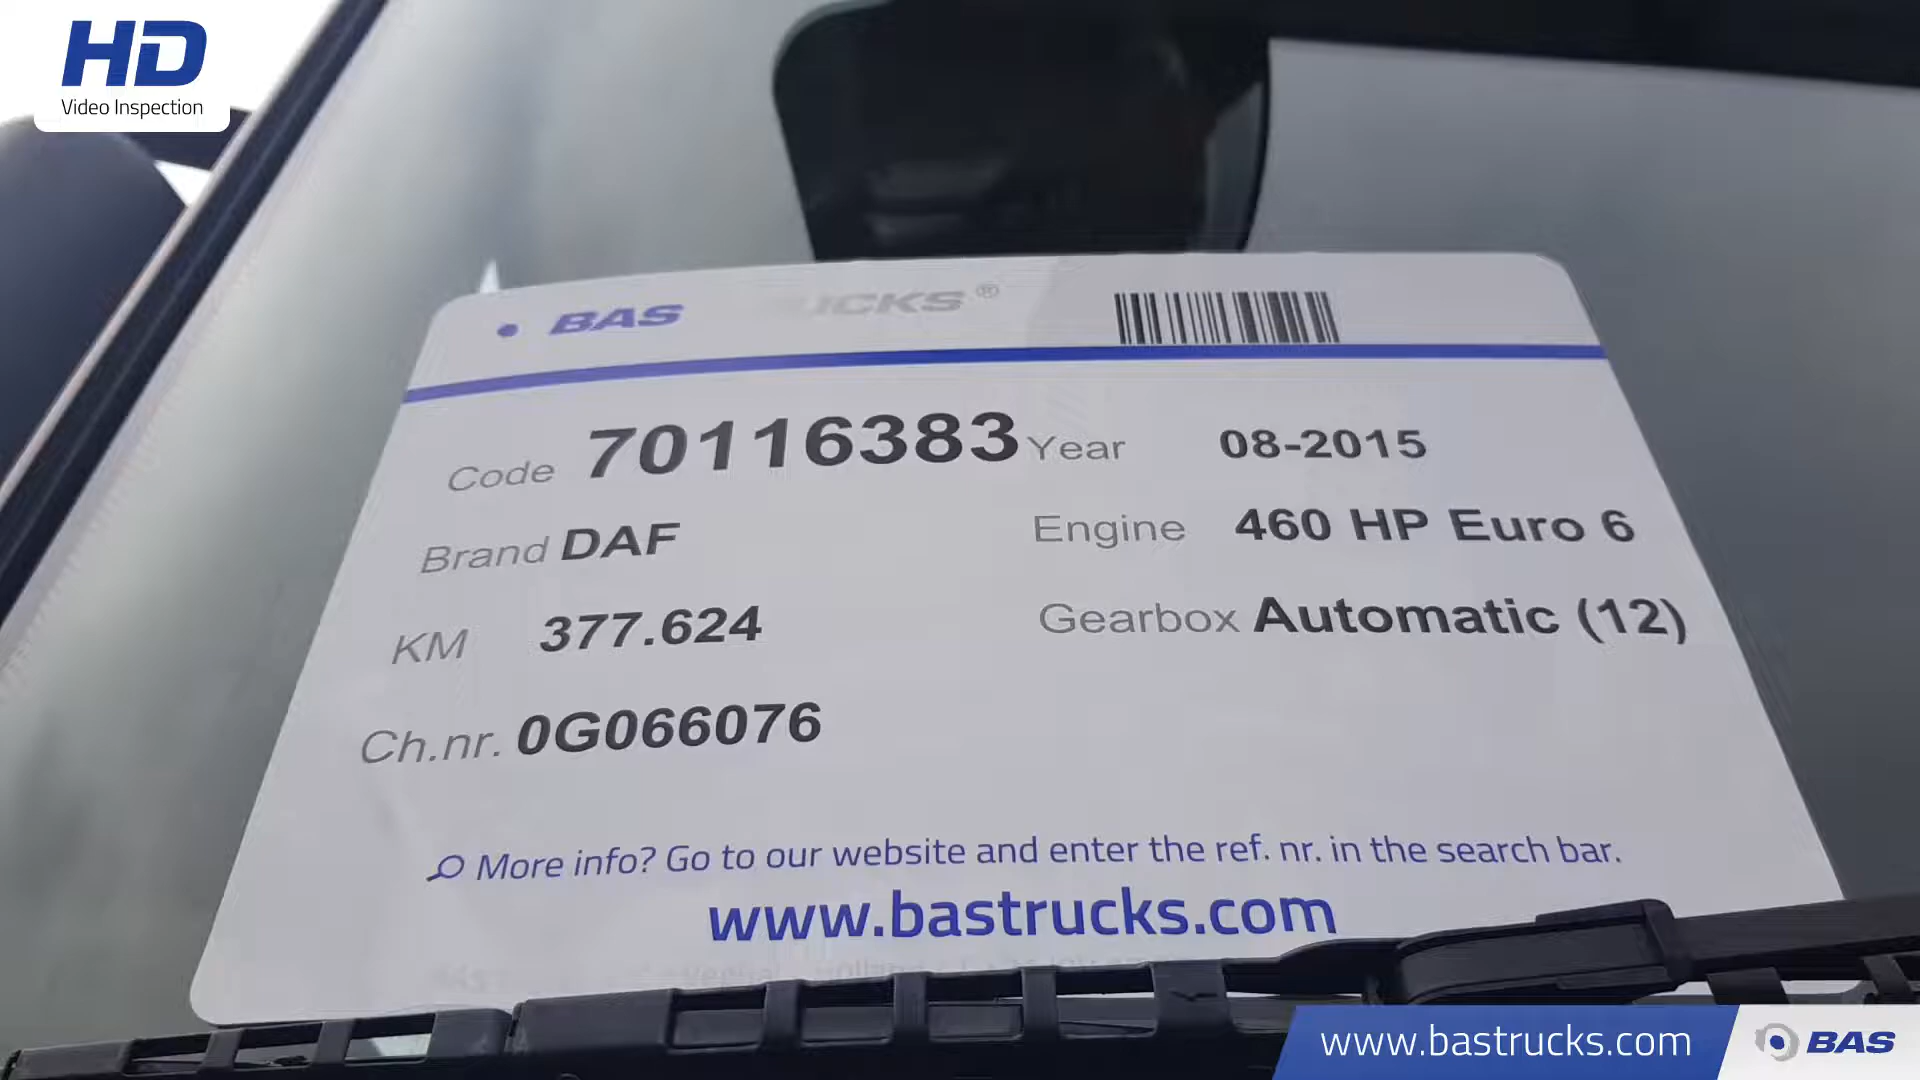 HD
Video Inspection
BAS TRUCKS®
Code 70116383 Year 08-2015
Brand DAF Engine 460 HP Euro 6
KM 377.624 Gearbox Automatic (12)
Ch.nr. 0G066076
More info? Go to our website and enter the ref. nr. in the search bar.
www.bastrucks.com
www.bastrucks.com BAS